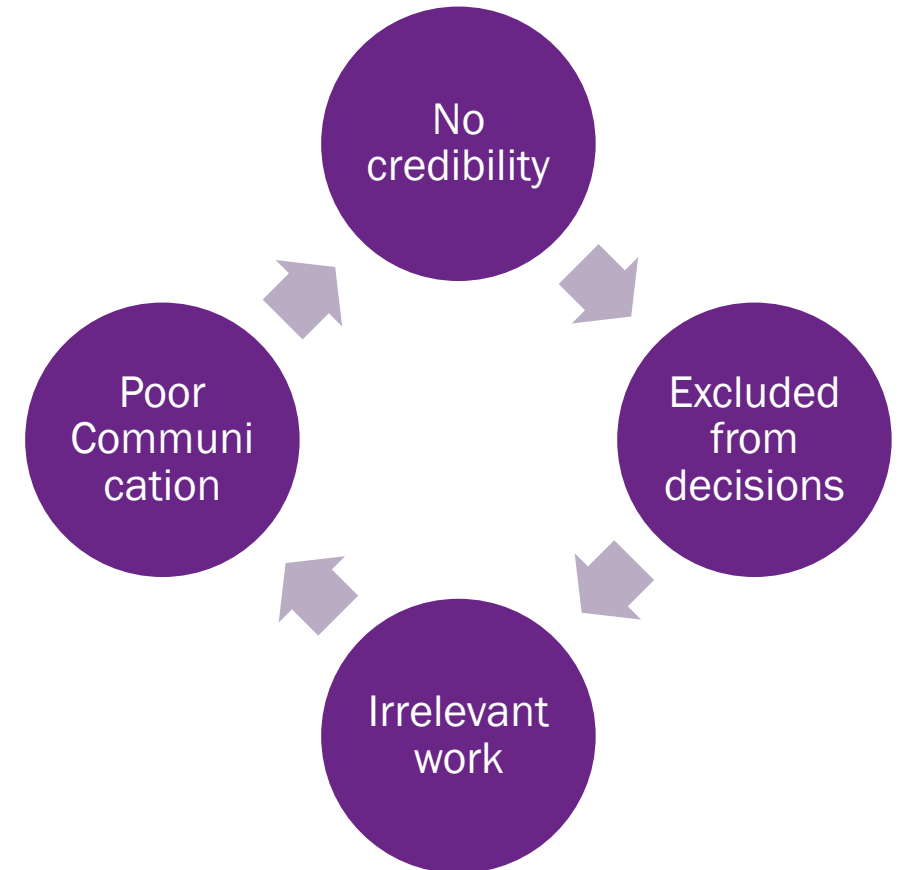 No
credibility
Excluded
from
decisions
Irrelevant
work
Poor
Communi
cation